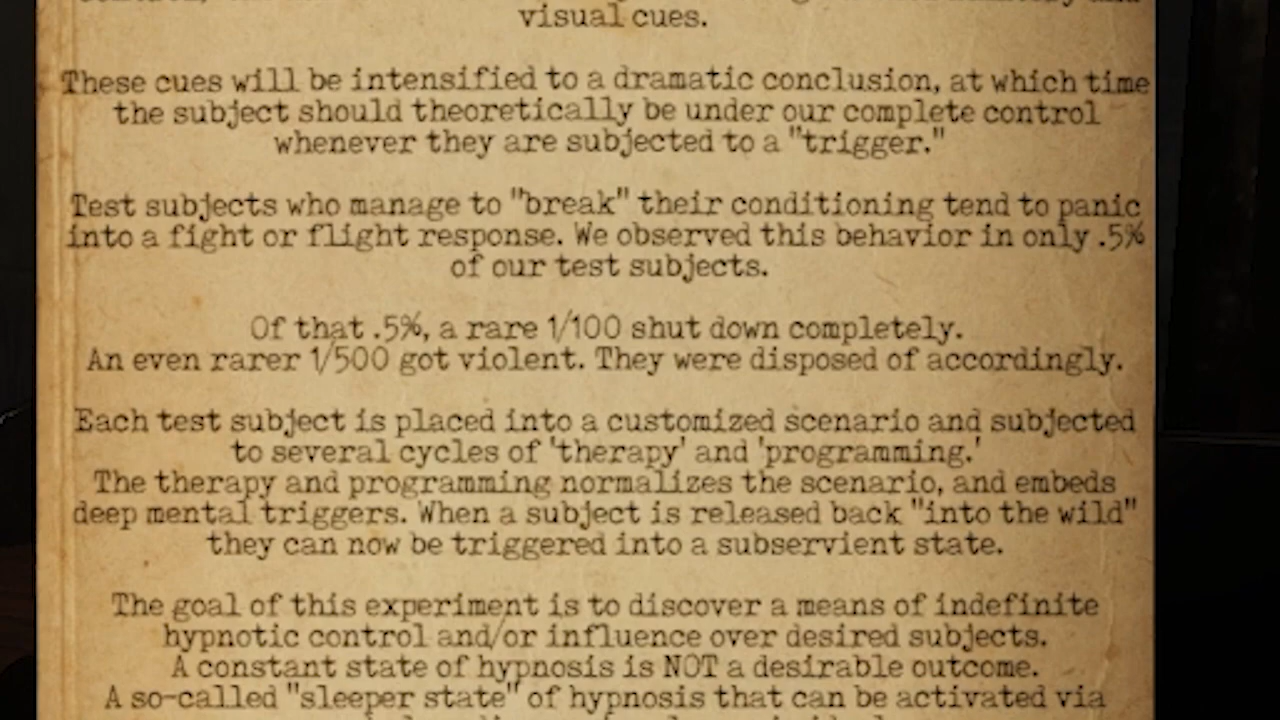 visual cues.
These cues will be intensified to a dramatic conclusion, at which time
the subject should theoretically be under our complete control
whenever they are subjected to a "trigger."
Test subjects who manage to "break" their conditioning tend to panic
into a fight or flight response. We observed this behavior in only .5%
of our test subjects.
Of that .5%, a rare 1/100 shut down completely.
An even rarer 1/500 got violent. They were disposed of accordingly.
Each test subject is placed into a customized scenario and subjected
to several cycles of 'therapy' and 'programming.'
The therapy and programming normalizes the scenario, and embeds
deep mental triggers. When a subject is released back "into the wild"
they can now be triggered into a subservient state.
The goal of this experiment is to discover a means of indefinite
hypnotic control and/or influence over desired subjects.
A constant state of hypnosis is NOT a desirable outcome.
A so-called "sleeper state" of hypnosis that can be activated via